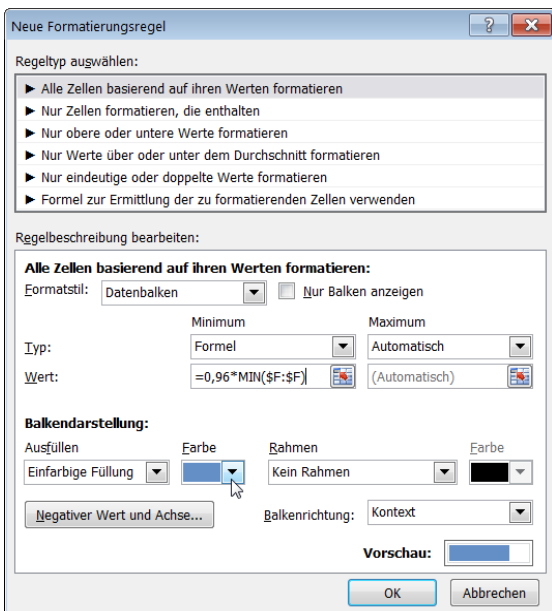 Neue Formatierungsregel
Regeltyp auswählen:
► Alle Zellen basierend auf ihren Werten formatieren
► Nur Zellen formatieren, die enthalten
► Nur obere oder untere Werte formatieren
► Nur Werte über oder unter dem Durchschnitt formatieren
► Nur eindeutige oder doppelte Werte formatieren
► Formel zur Ermittlung der zu formatierenden Zellen verwenden
Regelbeschreibung bearbeiten:
Alle Zellen basierend auf ihren Werten formatieren:
Formatstil: Datenbalken Nur Balken anzeigen
Minimum Maximum
Typ: Formel Automatisch
Wert: =0,96*MIN($F:$F) (Automatisch)
Balkendarstellung:
Ausfüllen Farbe Rahmen Farbe
Einfarbige Füllung Kein Rahmen
Negativer Wert und Achse... Balkenrichtung: Kontext
Vorschau:
OK Abbrechen